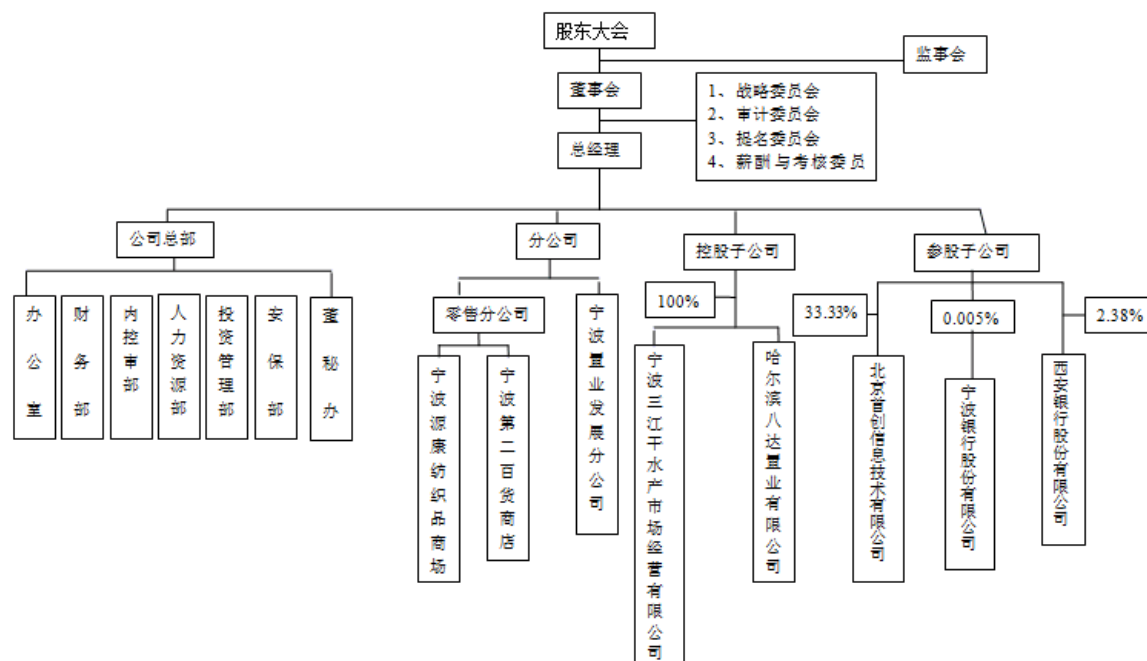 股东大会
监事会
董事会
1、战略委员会
2、审计委员会
3、提名委员会
4、薪酬与考核委员
总经理
公司总部
分公司
控股子公司
参股子公司
办公室
财务部
内控审部
人力资源部
投资管理部
安保部
董秘办
零售分公司
宁波置业发展分公司
100%
33.33%
0.005%
2.38%
宁波源康纺织品商场
宁波第二百货商店
宁波三江干水产市场经营有限公司
哈尔滨八达置业有限公司
北京首创信息技术有限公司
宁波银行股份有限公司
西安银行股份有限公司